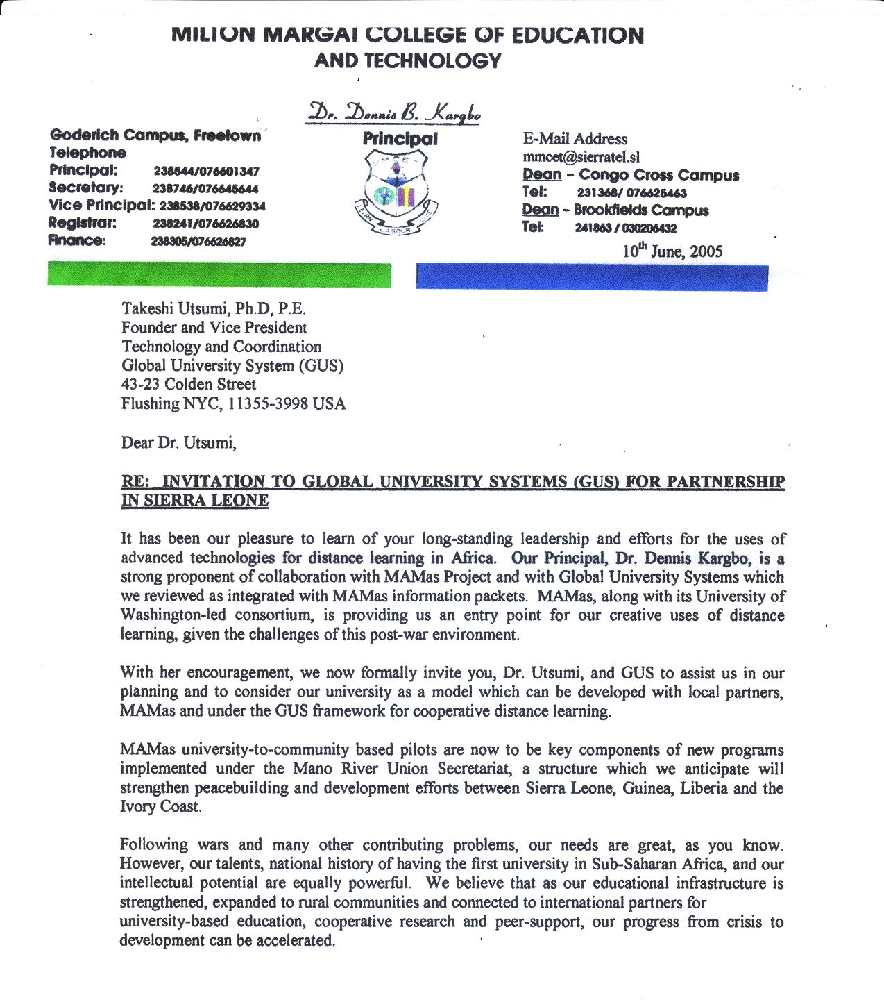 MILTON MARGAI COLLEGE OF EDUCATION
AND TECHNOLOGY
Dr. Dennis B. Kargbo
Principal
Goderich Campus, Freetown
Telephone
Principal: 238544/076601347
Secretary: 238746/076645644
Vice Principal: 238538/076629334
Registrar: 238241/076626830
Finance: 238305/076626827
MMCET
LEARN LABOUR LIVE
E-Mail Address
mmcet@sierratel.sl
Dean – Congo Cross Campus
Tel: 231368/ 076625463
Dean – Brookfields Campus
Tel: 241863 / 030206432
10th June, 2005
Takeshi Utsumi, Ph.D, P.E.
Founder and Vice President
Technology and Coordination
Global University System (GUS)
43-23 Colden Street
Flushing NYC, 11355-3998 USA
Dear Dr. Utsumi,
RE: INVITATION TO GLOBAL UNIVERSITY SYSTEMS (GUS) FOR PARTNERSHIP
IN SIERRA LEONE
It has been our pleasure to learn of your long-standing leadership and efforts for the uses of
advanced technologies for distance learning in Africa. Our Principal, Dr. Dennis Kargbo, is a
strong proponent of collaboration with MAMas Project and with Global University Systems which
we reviewed as integrated with MAMas information packets. MAMas, along with its University of
Washington-led consortium, is providing us an entry point for our creative uses of distance
learning, given the challenges of this post-war environment.
With her encouragement, we now formally invite you, Dr. Utsumi, and GUS to assist us in our
planning and to consider our university as a model which can be developed with local partners,
MAMas and under the GUS framework for cooperative distance learning.
MAMas university-to-community based pilots are now to be key components of new programs
implemented under the Mano River Union Secretariat, a structure which we anticipate will
strengthen peacebuilding and development efforts between Sierra Leone, Guinea, Liberia and the
Ivory Coast.
Following wars and many other contributing problems, our needs are great, as you know.
However, our talents, national history of having the first university in Sub-Saharan Africa, and our
intellectual potential are equally powerful. We believe that as our educational infrastructure is
strengthened, expanded to rural communities and connected to international partners for
university-based education, cooperative research and peer-support, our progress from crisis to
development can be accelerated.